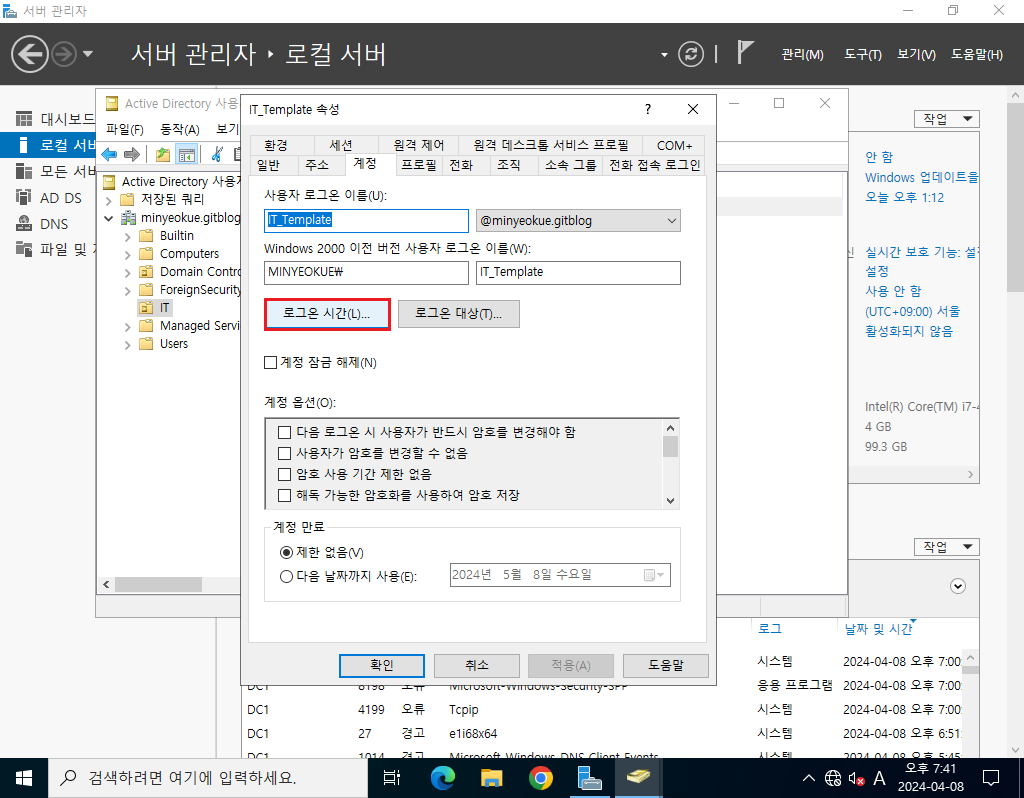 서버 관리자
서버 관리자 ‣ 로컬 서버
관리(M) 도구(T) 보기(V) 도움말(H)
대시보드
로컬 서버
모든 서버
AD DS
DNS
파일 및
Active Directory 사용
파일(F) 동작(A) 보기
Active Directory 사용자
저장된 쿼리
minyeokue.gitblog
Builtin
Computers
Domain Contro
ForeignSecurity
IT
Managed Servi
Users
IT_Template 속성
환경 세션 원격 제어 원격 데스크톱 서비스 프로필 COM+
일반 주소 계정 프로필 전화 조직 소속 그룹 전화 접속 로그인
사용자 로그온 이름(U):
IT_Template @minyeokue.gitblog
Windows 2000 이전 버전 사용자 로그온 이름(W):
MINYEOKUE₩ IT_Template
로그온 시간(L)... 로그온 대상(T)...
계정 잠금 해제(N)
계정 옵션(O):
다음 로그온 시 사용자가 반드시 암호를 변경해야 함
사용자가 암호를 변경할 수 없음
암호 사용 기간 제한 없음
해독 가능한 암호화를 사용하여 암호 저장
계정 만료
제한 없음(V)
다음 날짜까지 사용(E): 2024년 5월 8일 수요일
확인 취소 적용(A) 도움말
작업
안 함
Windows 업데이트을
오늘 오후 1:12
실시간 보호 기능: 설정
설정
사용 안 함
(UTC+09:00) 서울
활성화되지 않음
Intel(R) Core(TM) i7-4
4 GB
99.3 GB
작업
로그 날짜 및 시간
시스템 2024-04-08 오후 7:00:
DC1 8198 오류 Microsoft-Windows-Security-SPP 응용 프로그램 2024-04-08 오후 7:00:
DC1 4199 오류 Tcpip 시스템 2024-04-08 오후 7:00:
DC1 27 경고 e1i68x64 시스템 2024-04-08 오후 6:51:
DC1 1014 경고 Microsoft-Windows-DNS Client Events 시스템 2024-04-08 오후 5:45:
검색하려면 여기에 입력하세요.
A
오후 7:41
2024-04-08